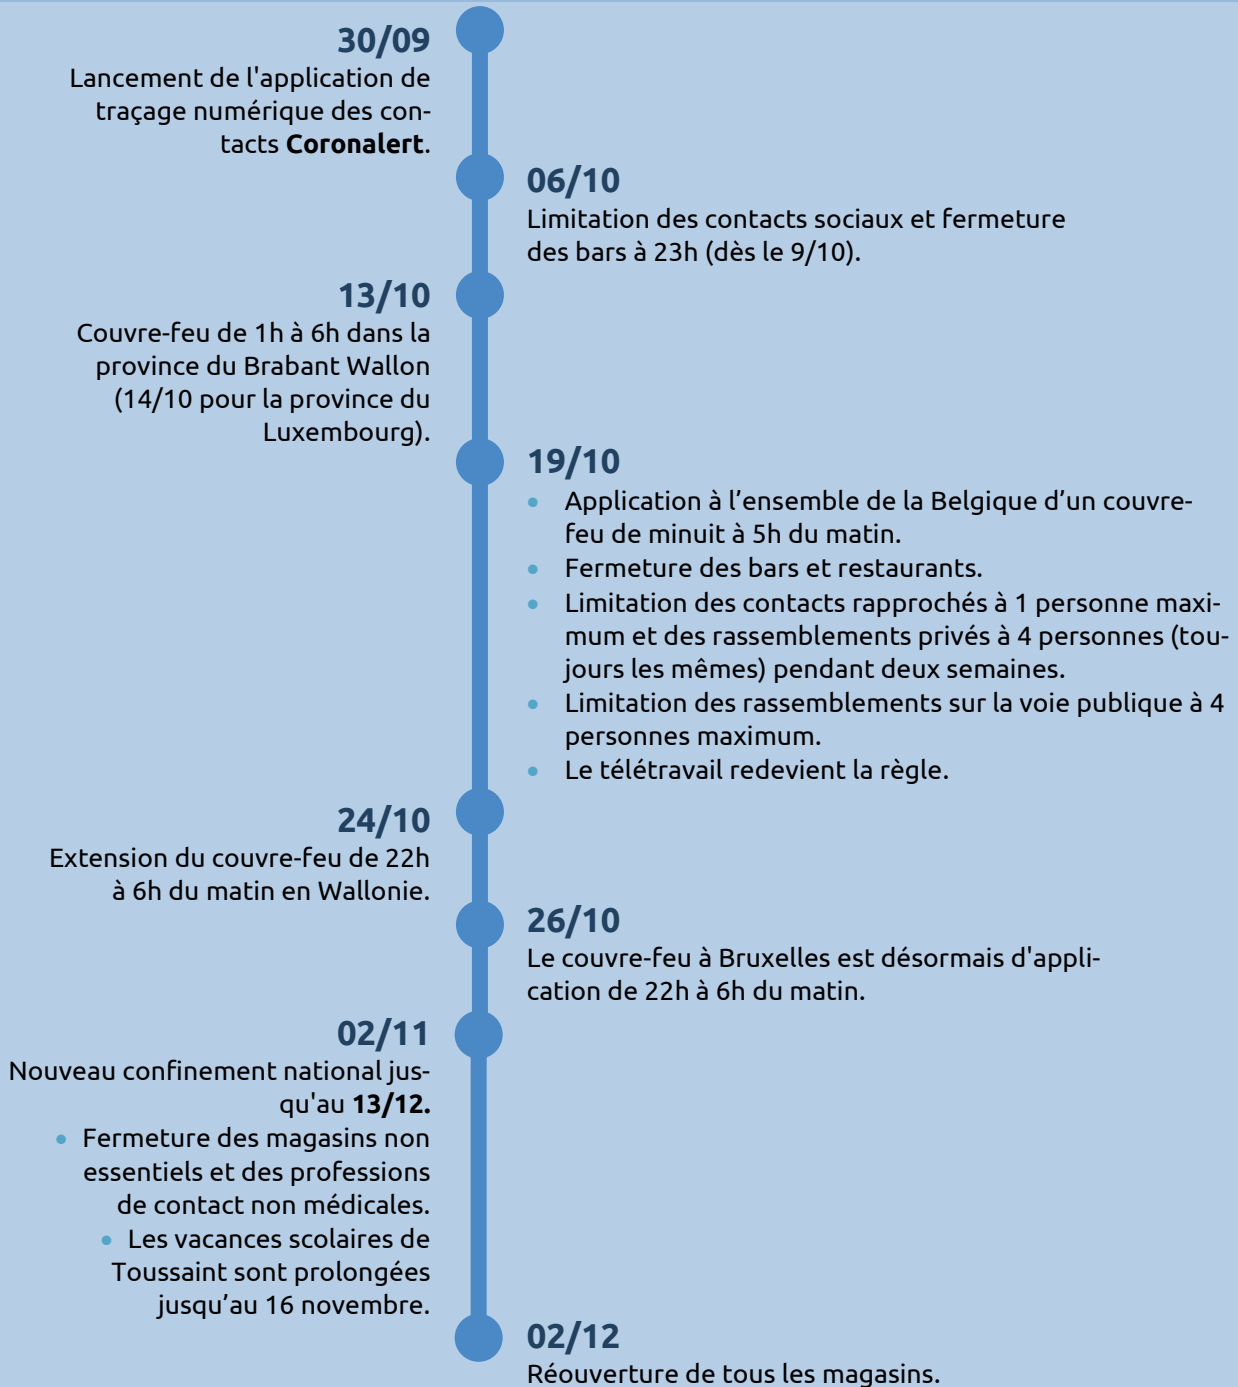 30/09
Lancement de l'application de
traçage numérique des con-
tacts Coronalert.
06/10
Limitation des contacts sociaux et fermeture
des bars à 23h (dès le 9/10).
13/10
Couvre-feu de 1h à 6h dans la
province du Brabant Wallon
(14/10 pour la province du
Luxembourg).
19/10
• Application à l’ensemble de la Belgique d’un couvre-
feu de minuit à 5h du matin.
• Fermeture des bars et restaurants.
• Limitation des contacts rapprochés à 1 personne maxi-
mum et des rassemblements privés à 4 personnes (tou-
jours les mêmes) pendant deux semaines.
• Limitation des rassemblements sur la voie publique à 4
personnes maximum.
• Le télétravail redevient la règle.
24/10
Extension du couvre-feu de 22h
à 6h du matin en Wallonie.
26/10
Le couvre-feu à Bruxelles est désormais d'appli-
cation de 22h à 6h du matin.
02/11
Nouveau confinement national jus-
qu'au 13/12.
• Fermeture des magasins non
essentiels et des professions
de contact non médicales.
• Les vacances scolaires de
Toussaint sont prolongées
jusqu’au 16 novembre.
02/12
Réouverture de tous les magasins.